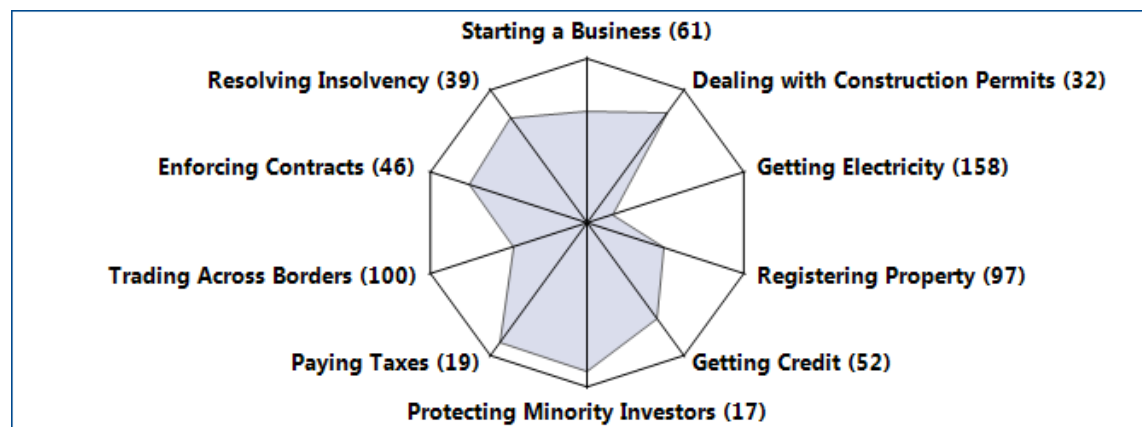 Starting a Business (61)
Resolving Insolvency (39)
Dealing with Construction Permits (32)
Enforcing Contracts (46)
Getting Electricity (158)
Trading Across Borders (100)
Registering Property (97)
Paying Taxes (19)
Getting Credit (52)
Protecting Minority Investors (17)